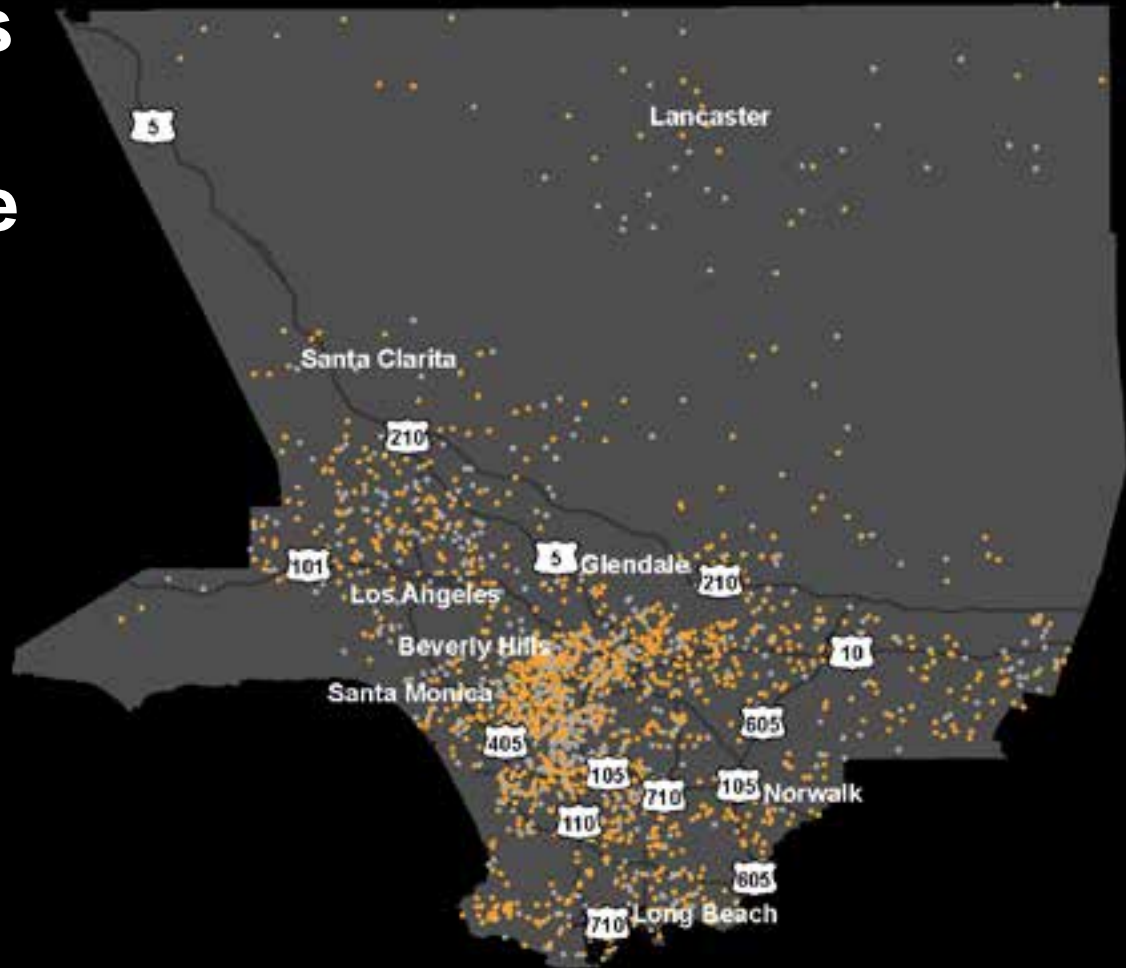 s
5
Lancaster
e
Santa Clarita
210
5 Glendale
101
210
Los Angeles
Beverly Hills
10
Santa Monica
605
405
105
105 Norwalk
710
110
605
710 Long Beach